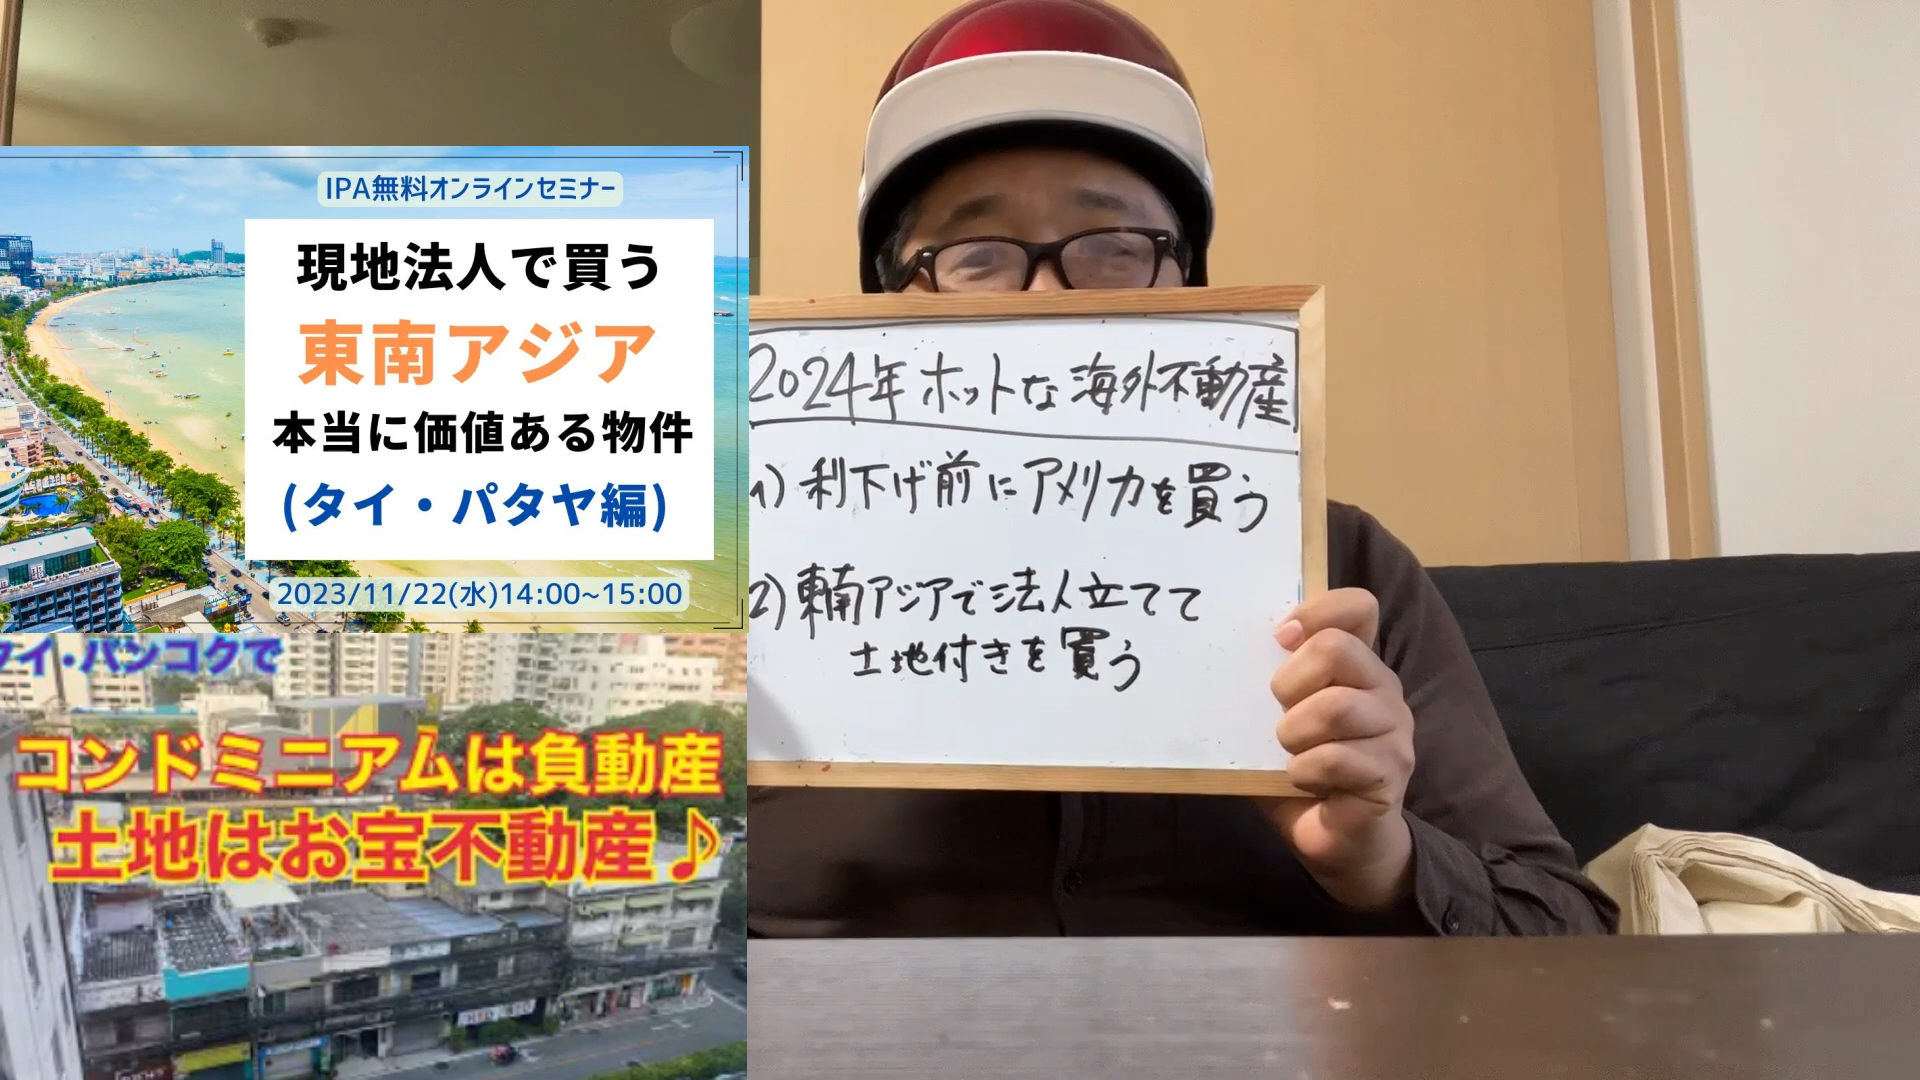 IPA無料オンラインセミナー
現地法人で買う
東南アジア
本当に価値ある物件
(タイ・パタヤ編)
2023/11/22(水)14:00~15:00
タイ・バンコクで
コンドミニアムは負動産
土地はお宝不動産♪
2024年ホットな海外不動産
1)利下げ前にアメリカを買う
2)東南アジアで法人立てて
土地付きを買う